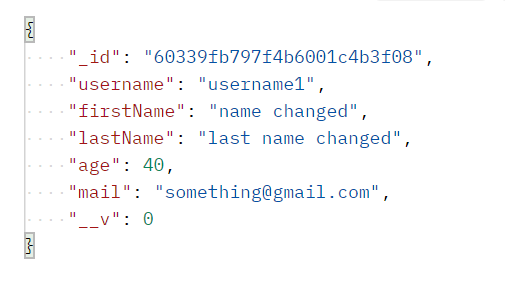 {
"_id": "60339fb797f4b6001c4b3f08",
"username": "username1",
"firstName": "name changed",
"lastName": "last name changed",
"age": 40,
"mail": "something@gmail.com",
"__v": 0
}